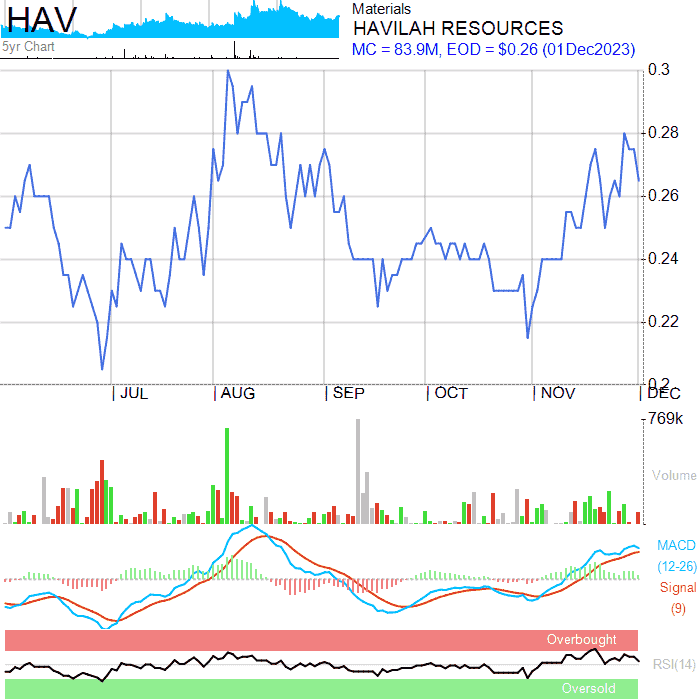 HAV
Materials
HAVILAH RESOURCES
5yr Chart
MC = 83.9M, EOD = $0.26 (01Dec2023)
0.3
0.28
0.26
0.24
0.22
0.2
JUL AUG SEP OCT NOV DEC
769k
Volume
MACD
(12-26)
Signal
(9)
Overbought
RSI(14)
Oversold